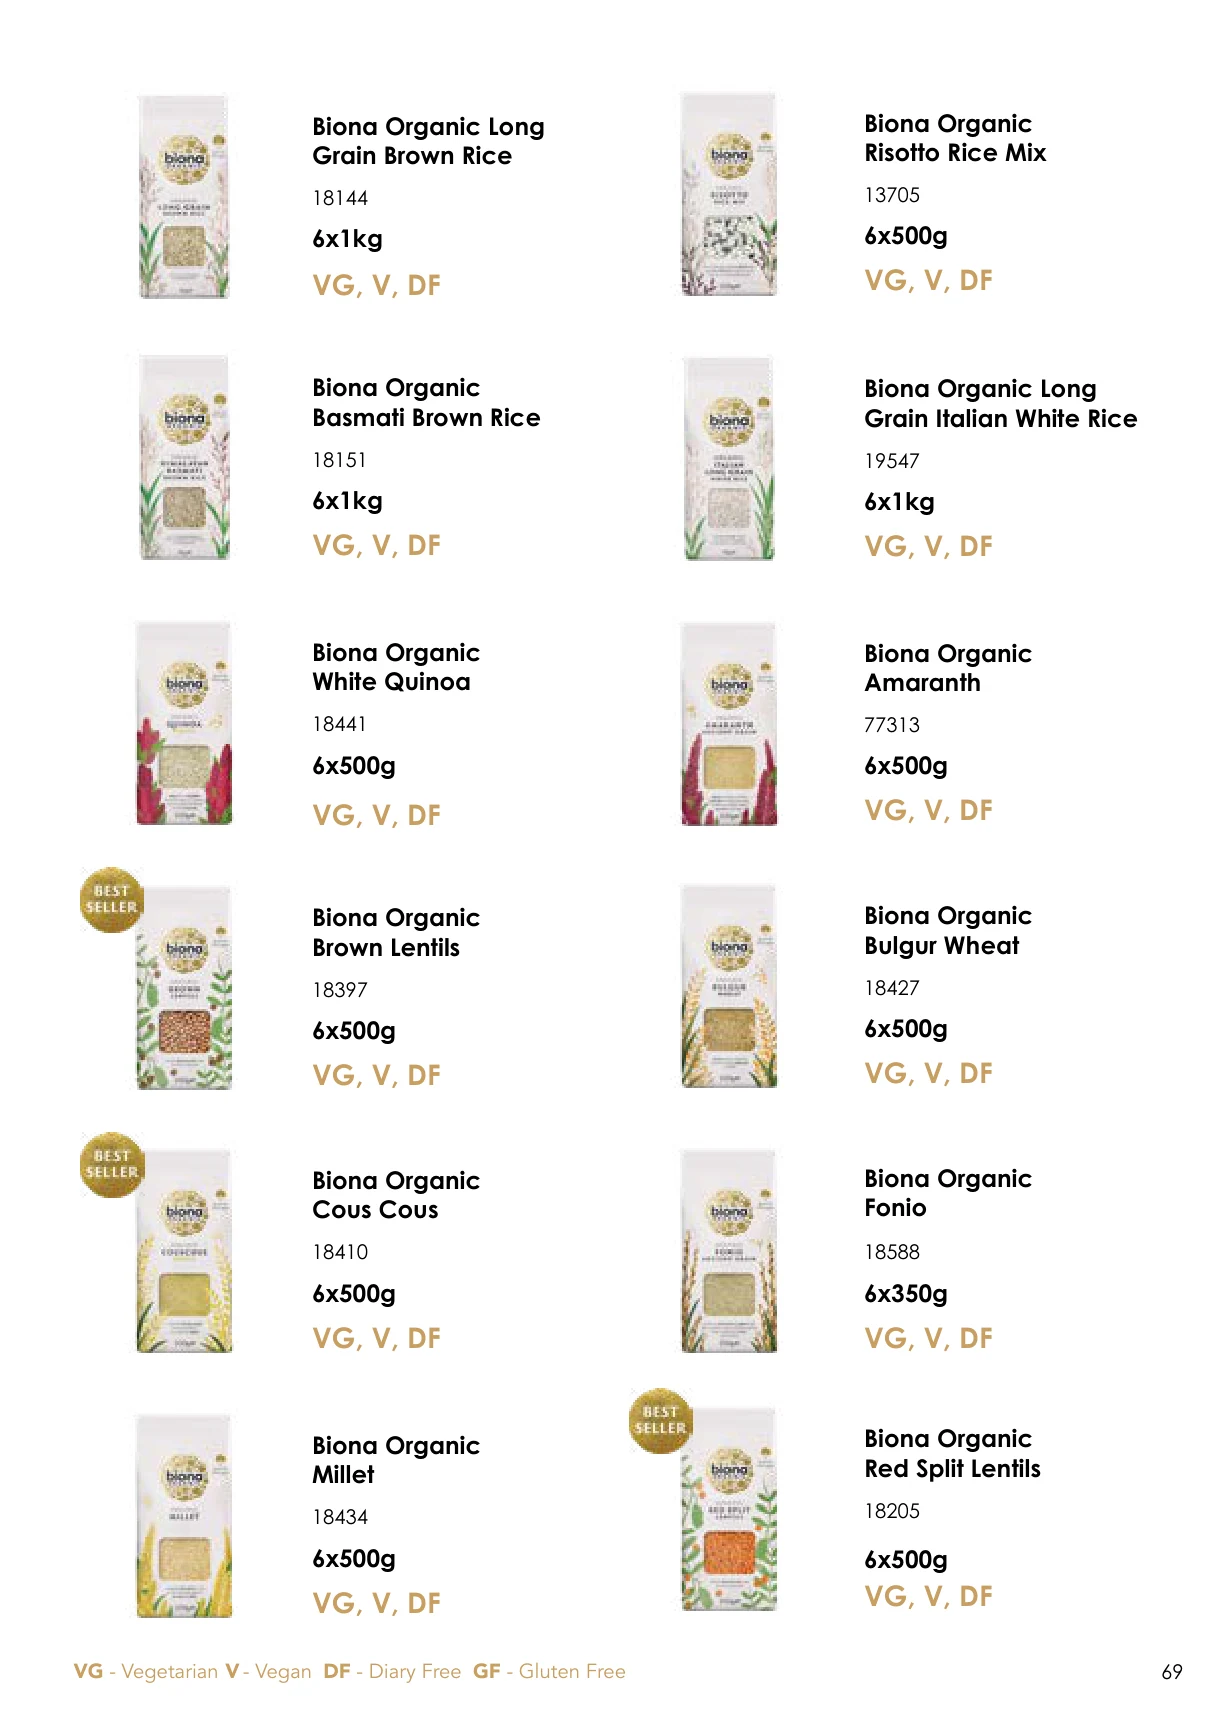 Biona Organic Long
Grain Brown Rice
18144
6x1kg
VG, V, DF
Biona Organic
Risotto Rice Mix
13705
6x500g
VG, V, DF
Biona Organic
Basmati Brown Rice
18151
6x1kg
VG, V, DF
Biona Organic Long
Grain Italian White Rice
19547
6x1kg
VG, V, DF
Biona Organic
White Quinoa
18441
6x500g
VG, V, DF
Biona Organic
Amaranth
77313
6x500g
VG, V, DF
BEST
SELLER
Biona Organic
Brown Lentils
18397
6x500g
VG, V, DF
Biona Organic
Bulgur Wheat
18427
6x500g
VG, V, DF
BEST
SELLER
Biona Organic
Cous Cous
18410
6x500g
VG, V, DF
Biona Organic
Fonio
18588
6x350g
VG, V, DF
Biona Organic
Millet
18434
6x500g
VG, V, DF
BEST
SELLER
Biona Organic
Red Split Lentils
18205
6x500g
VG, V, DF
VG - Vegetarian V - Vegan DF - Diary Free GF - Gluten Free
69